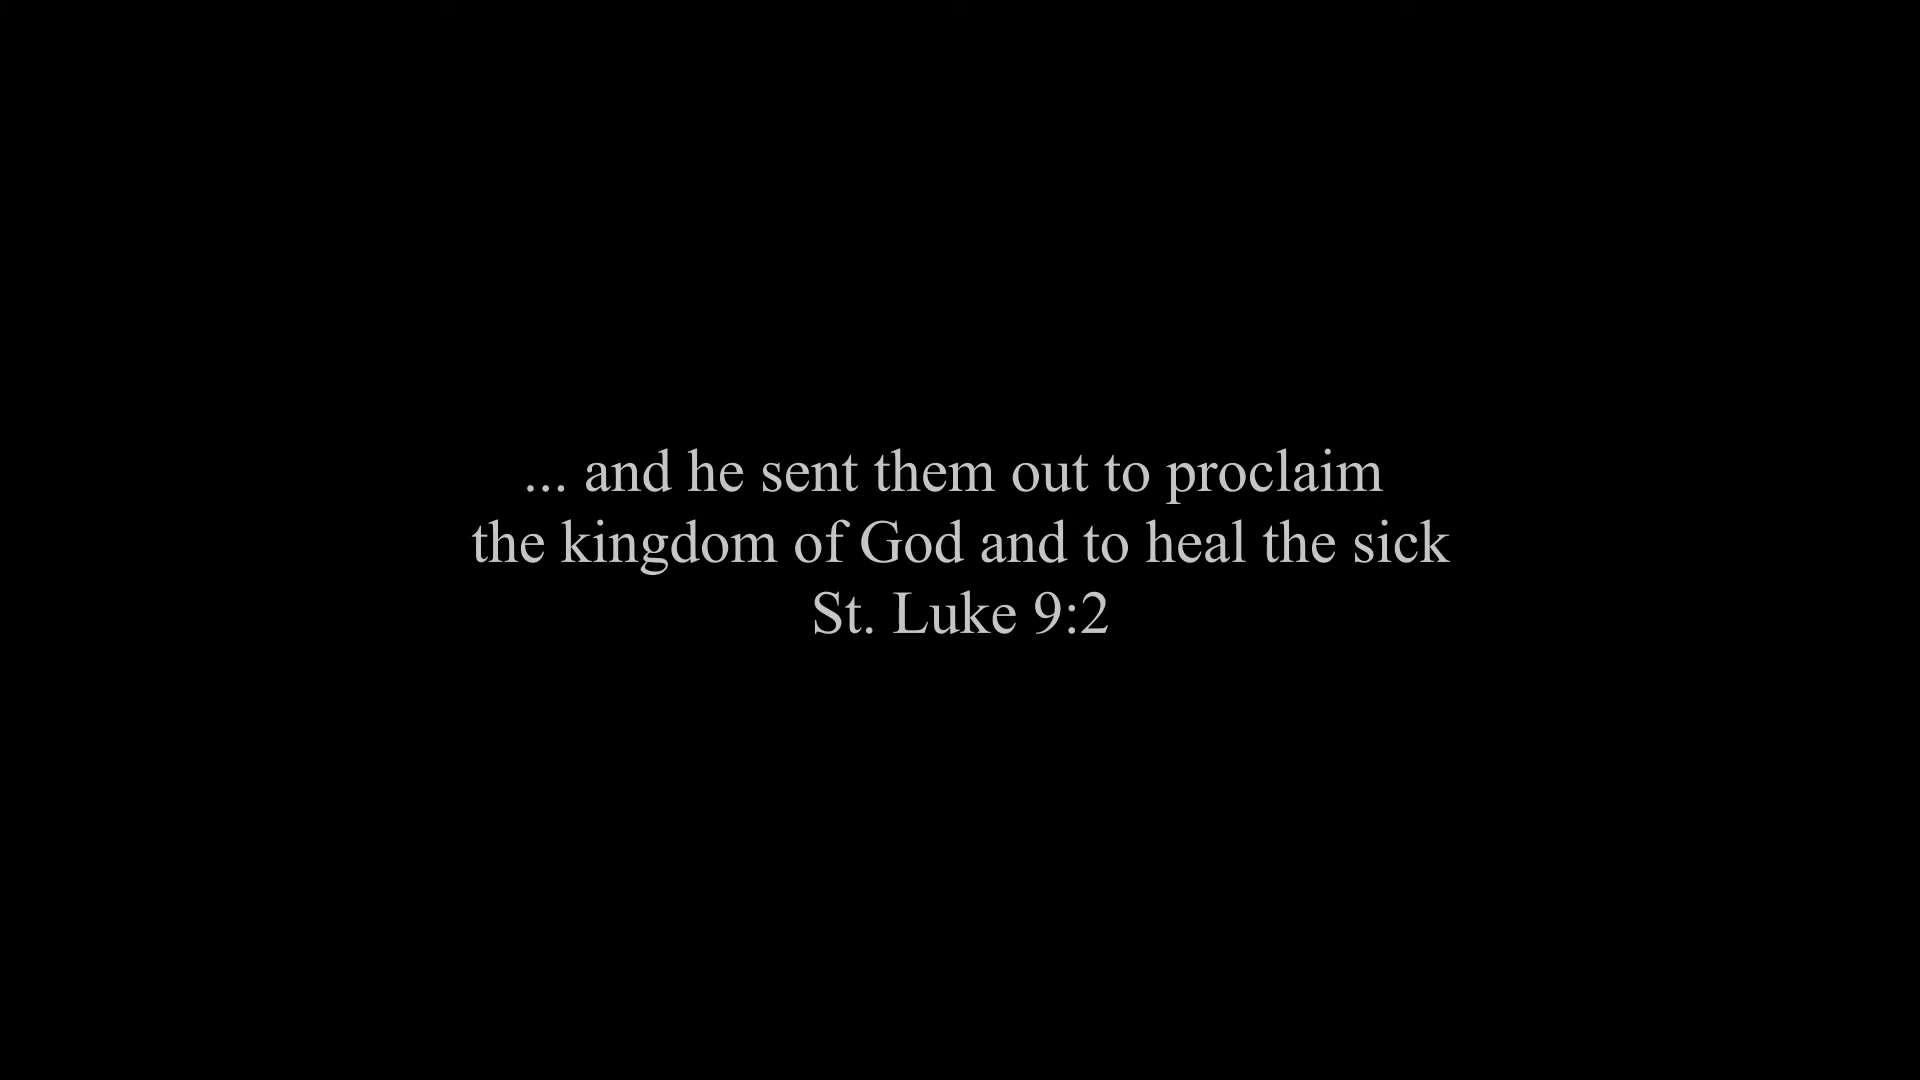 ... and he sent them out to proclaim
the kingdom of God and to heal the sick
St. Luke 9:2